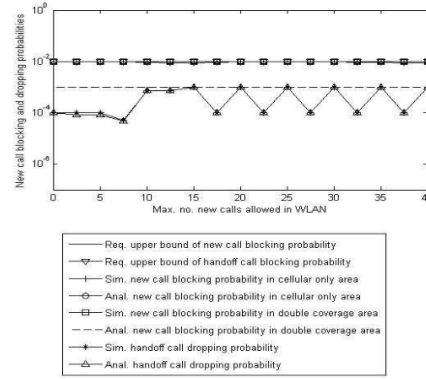 10^0
10^-2
10^-4
10^-6
New call blocking and dropping probabilities
0 5 10 15 20 25 30 35 40
Max. no. new calls allowed in WLAN
Req. upper bound of new call blocking probability
Req. upper bound of handoff call blocking probability
Sim. new call blocking probability in cellular only area
Anal. new call blocking probability in cellular only area
Sim. new call blocking probability in double coverage area
Anal. new call blocking probability in double coverage area
Sim. handoff call dropping probability
Anal. handoff call dropping probability